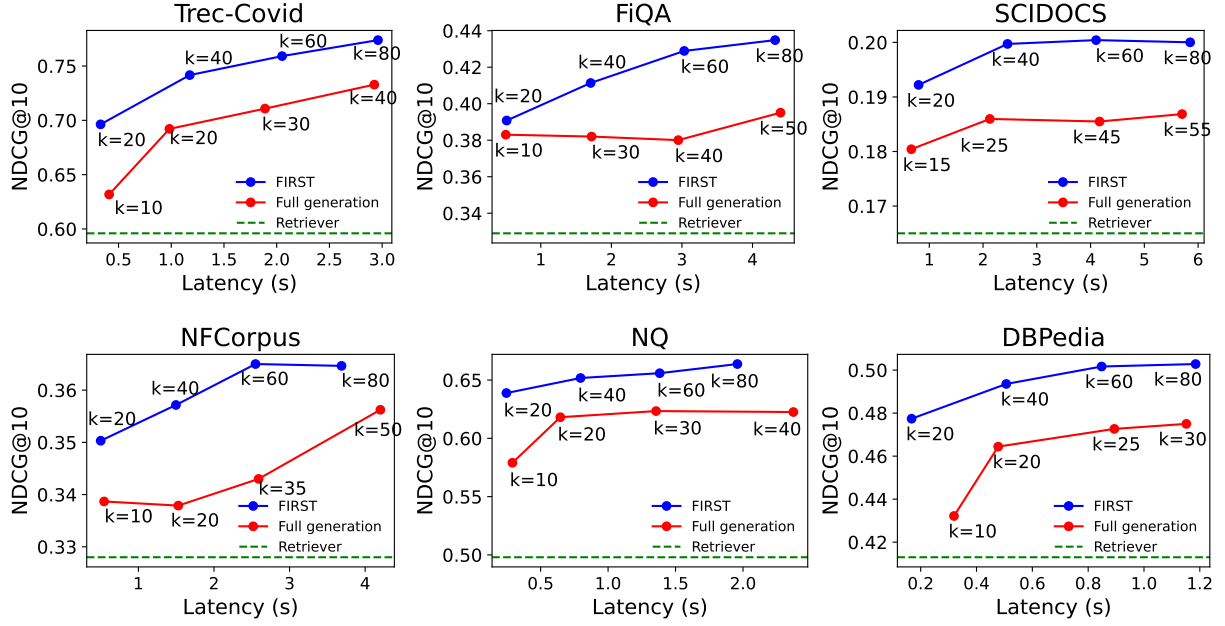 Trec-Covid
NDCG@10
0.75
0.70
0.65
0.60
k=20
k=40
k=60
k=80
k=10
k=20
k=30
k=40
FIRST
Full generation
Retriever
0.5
1.0
1.5
2.0
2.5
3.0
Latency (s)
FiQA
NDCG@10
0.44
0.42
0.40
0.38
0.36
0.34
k=20
k=40
k=60
k=80
k=10
k=30
k=40
k=50
FIRST
Full generation
Retriever
1
2
3
4
Latency (s)
SCIDOCS
NDCG@10
0.20
0.19
0.18
0.17
k=20
k=40
k=60
k=80
k=15
k=25
k=45
k=55
FIRST
Full generation
Retriever
1
2
3
4
5
6
Latency (s)
NFCorpus
NDCG@10
0.36
0.35
0.34
0.33
k=20
k=40
k=60
k=80
k=10
k=20
k=35
k=50
FIRST
Full generation
Retriever
1
2
3
4
Latency (s)
NQ
NDCG@10
0.65
0.60
0.55
0.50
k=20
k=40
k=60
k=80
k=10
k=20
k=30
k=40
FIRST
Full generation
Retriever
0.5
1.0
1.5
2.0
Latency (s)
DBPedia
NDCG@10
0.50
0.48
0.46
0.44
0.42
k=20
k=40
k=60
k=80
k=10
k=20
k=25
k=30
FIRST
Full generation
Retriever
0.2
0.4
0.6
0.8
1.0
1.2
Latency (s)